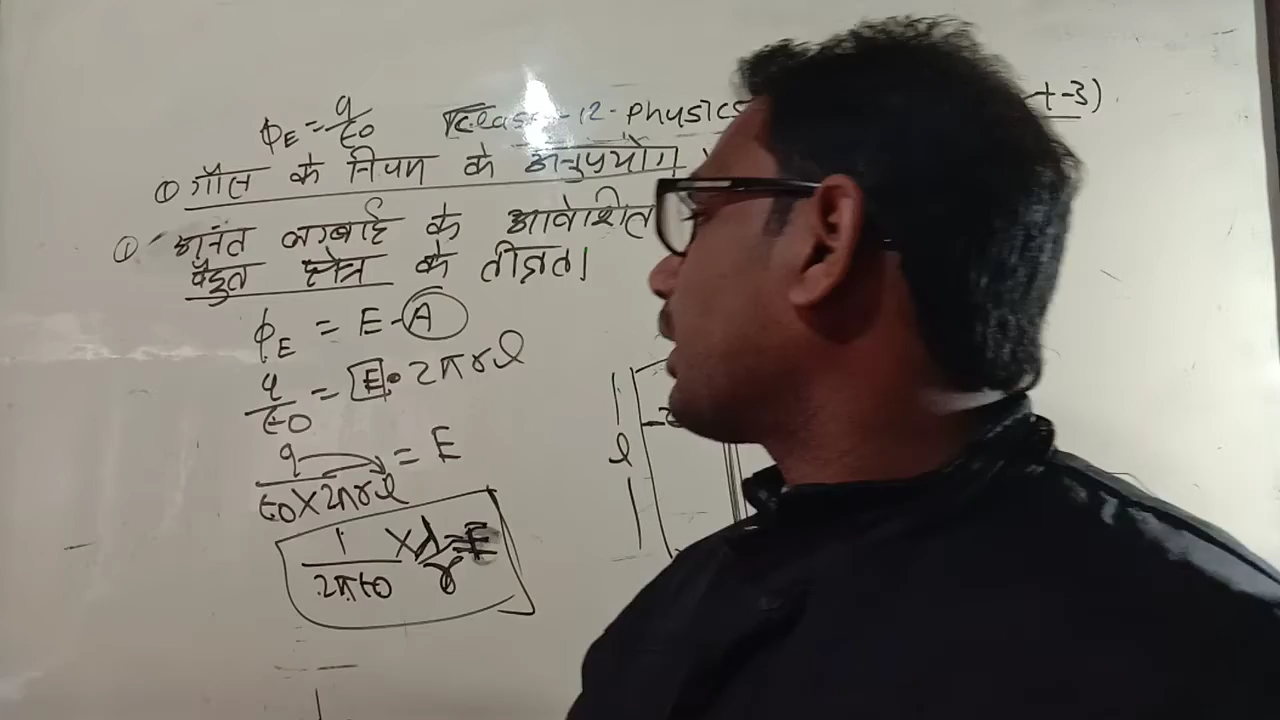 ϕE = q/ε0 Class-12-Physics t-3)
① गौस के नियम के अनुप्रयोग
① अनंत लम्बाई के आवेशित
वैद्युत क्षेत्र के तीव्रता।
ϕE = E·A
q/ε0 = E·2πrl
q/ε0×2πrl = E
l
1/2πε0 × λ/r = E